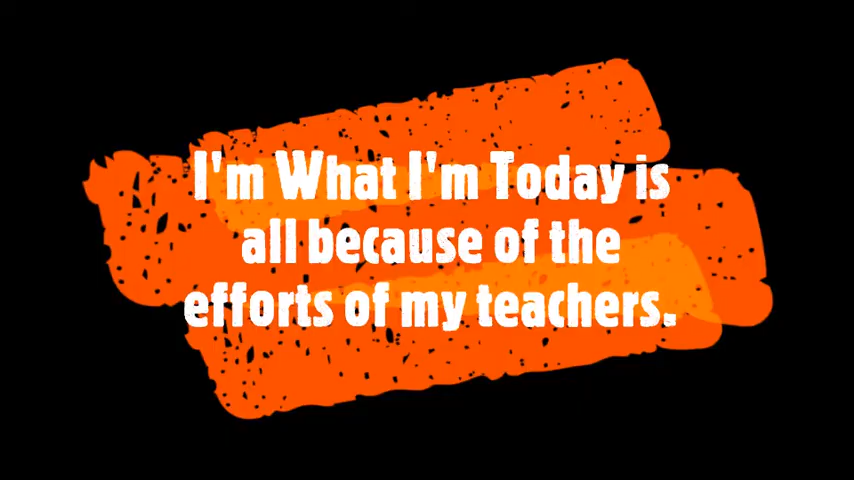 I'm What I'm Today is
all because of the
efforts of my teachers.